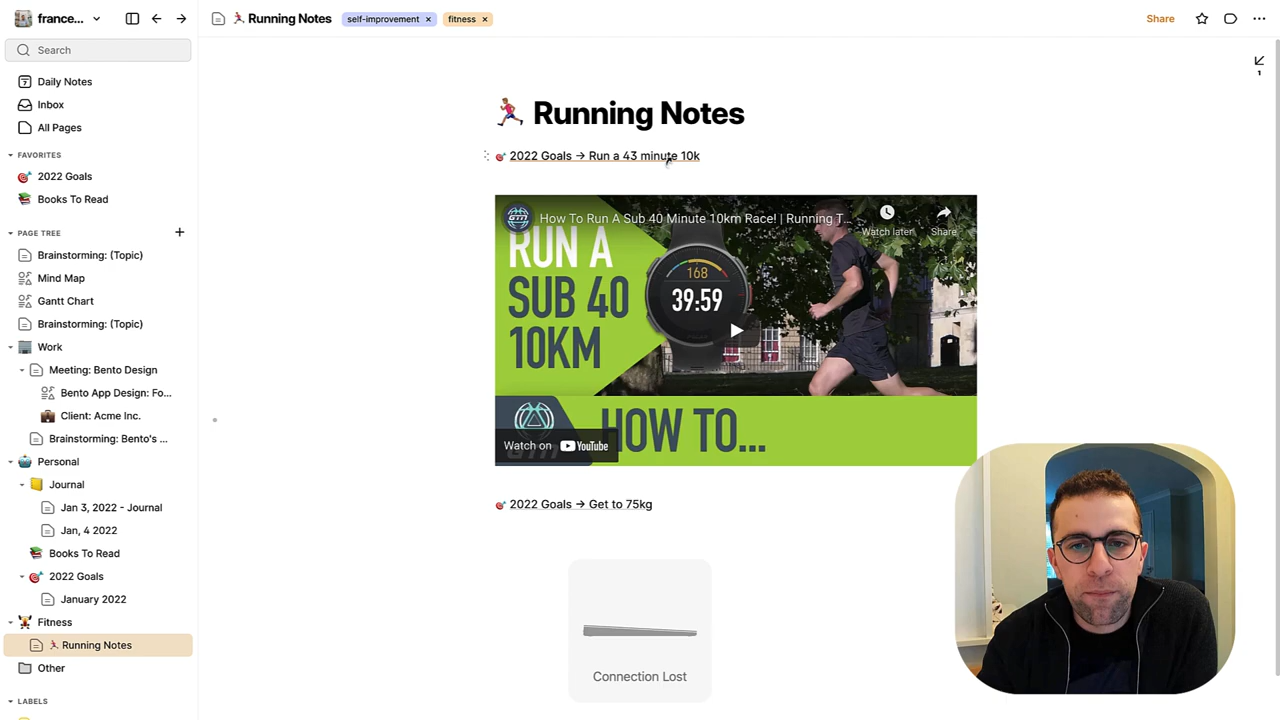 france...
Running Notes
self-improvement ×
fitness ×
Share
Search
Daily Notes
Inbox
All Pages
FAVORITES
2022 Goals
Books To Read
PAGE TREE
Brainstorming: (Topic)
Mind Map
Gantt Chart
Brainstorming: (Topic)
Work
Meeting: Bento Design
Bento App Design: Fo...
Client: Acme Inc.
Brainstorming: Bento's ...
Personal
Journal
Jan 3, 2022 - Journal
Jan, 4 2022
Books To Read
2022 Goals
January 2022
Fitness
Running Notes
Other
LABELS
1
Running Notes
2022 Goals → Run a 43 minute 10k
GTN
How To Run A Sub 40 Minute 10km Race! | Running T...
Watch later
Share
RUN A
SUB 40
10KM
168
39:59
HOW TO...
Watch on YouTube
2022 Goals → Get to 75kg
Connection Lost